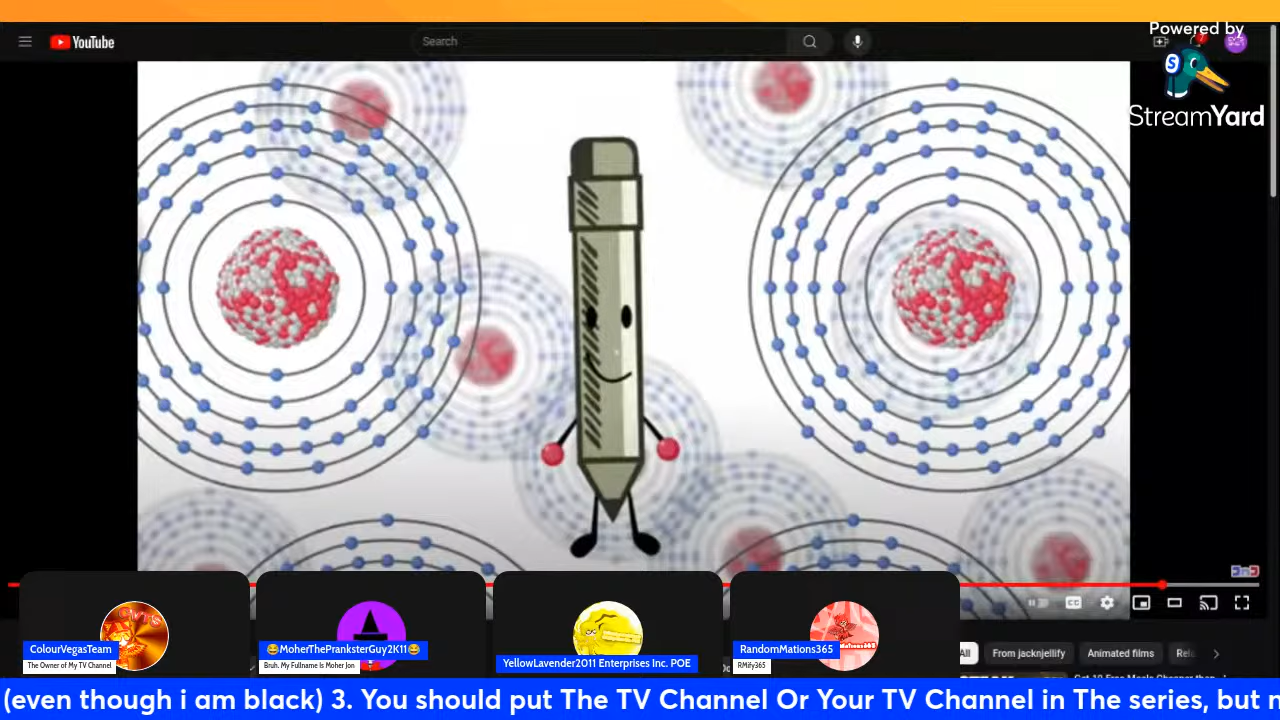 Powered by
YouTube
Search
StreamYard
ColourVegasTeam
The Owner of My TV Channel
😂MoherThePranksterGuy2K11😂
Bruh. My Fullname Is Moher Jon
YellowLavender2011 Enterprises Inc. POE
RandomMations365
RMify365
All
From jacknjellify
Animated films
Rela
(even though i am black) 3. You should put The TV Channel Or Your TV Channel in The series, but